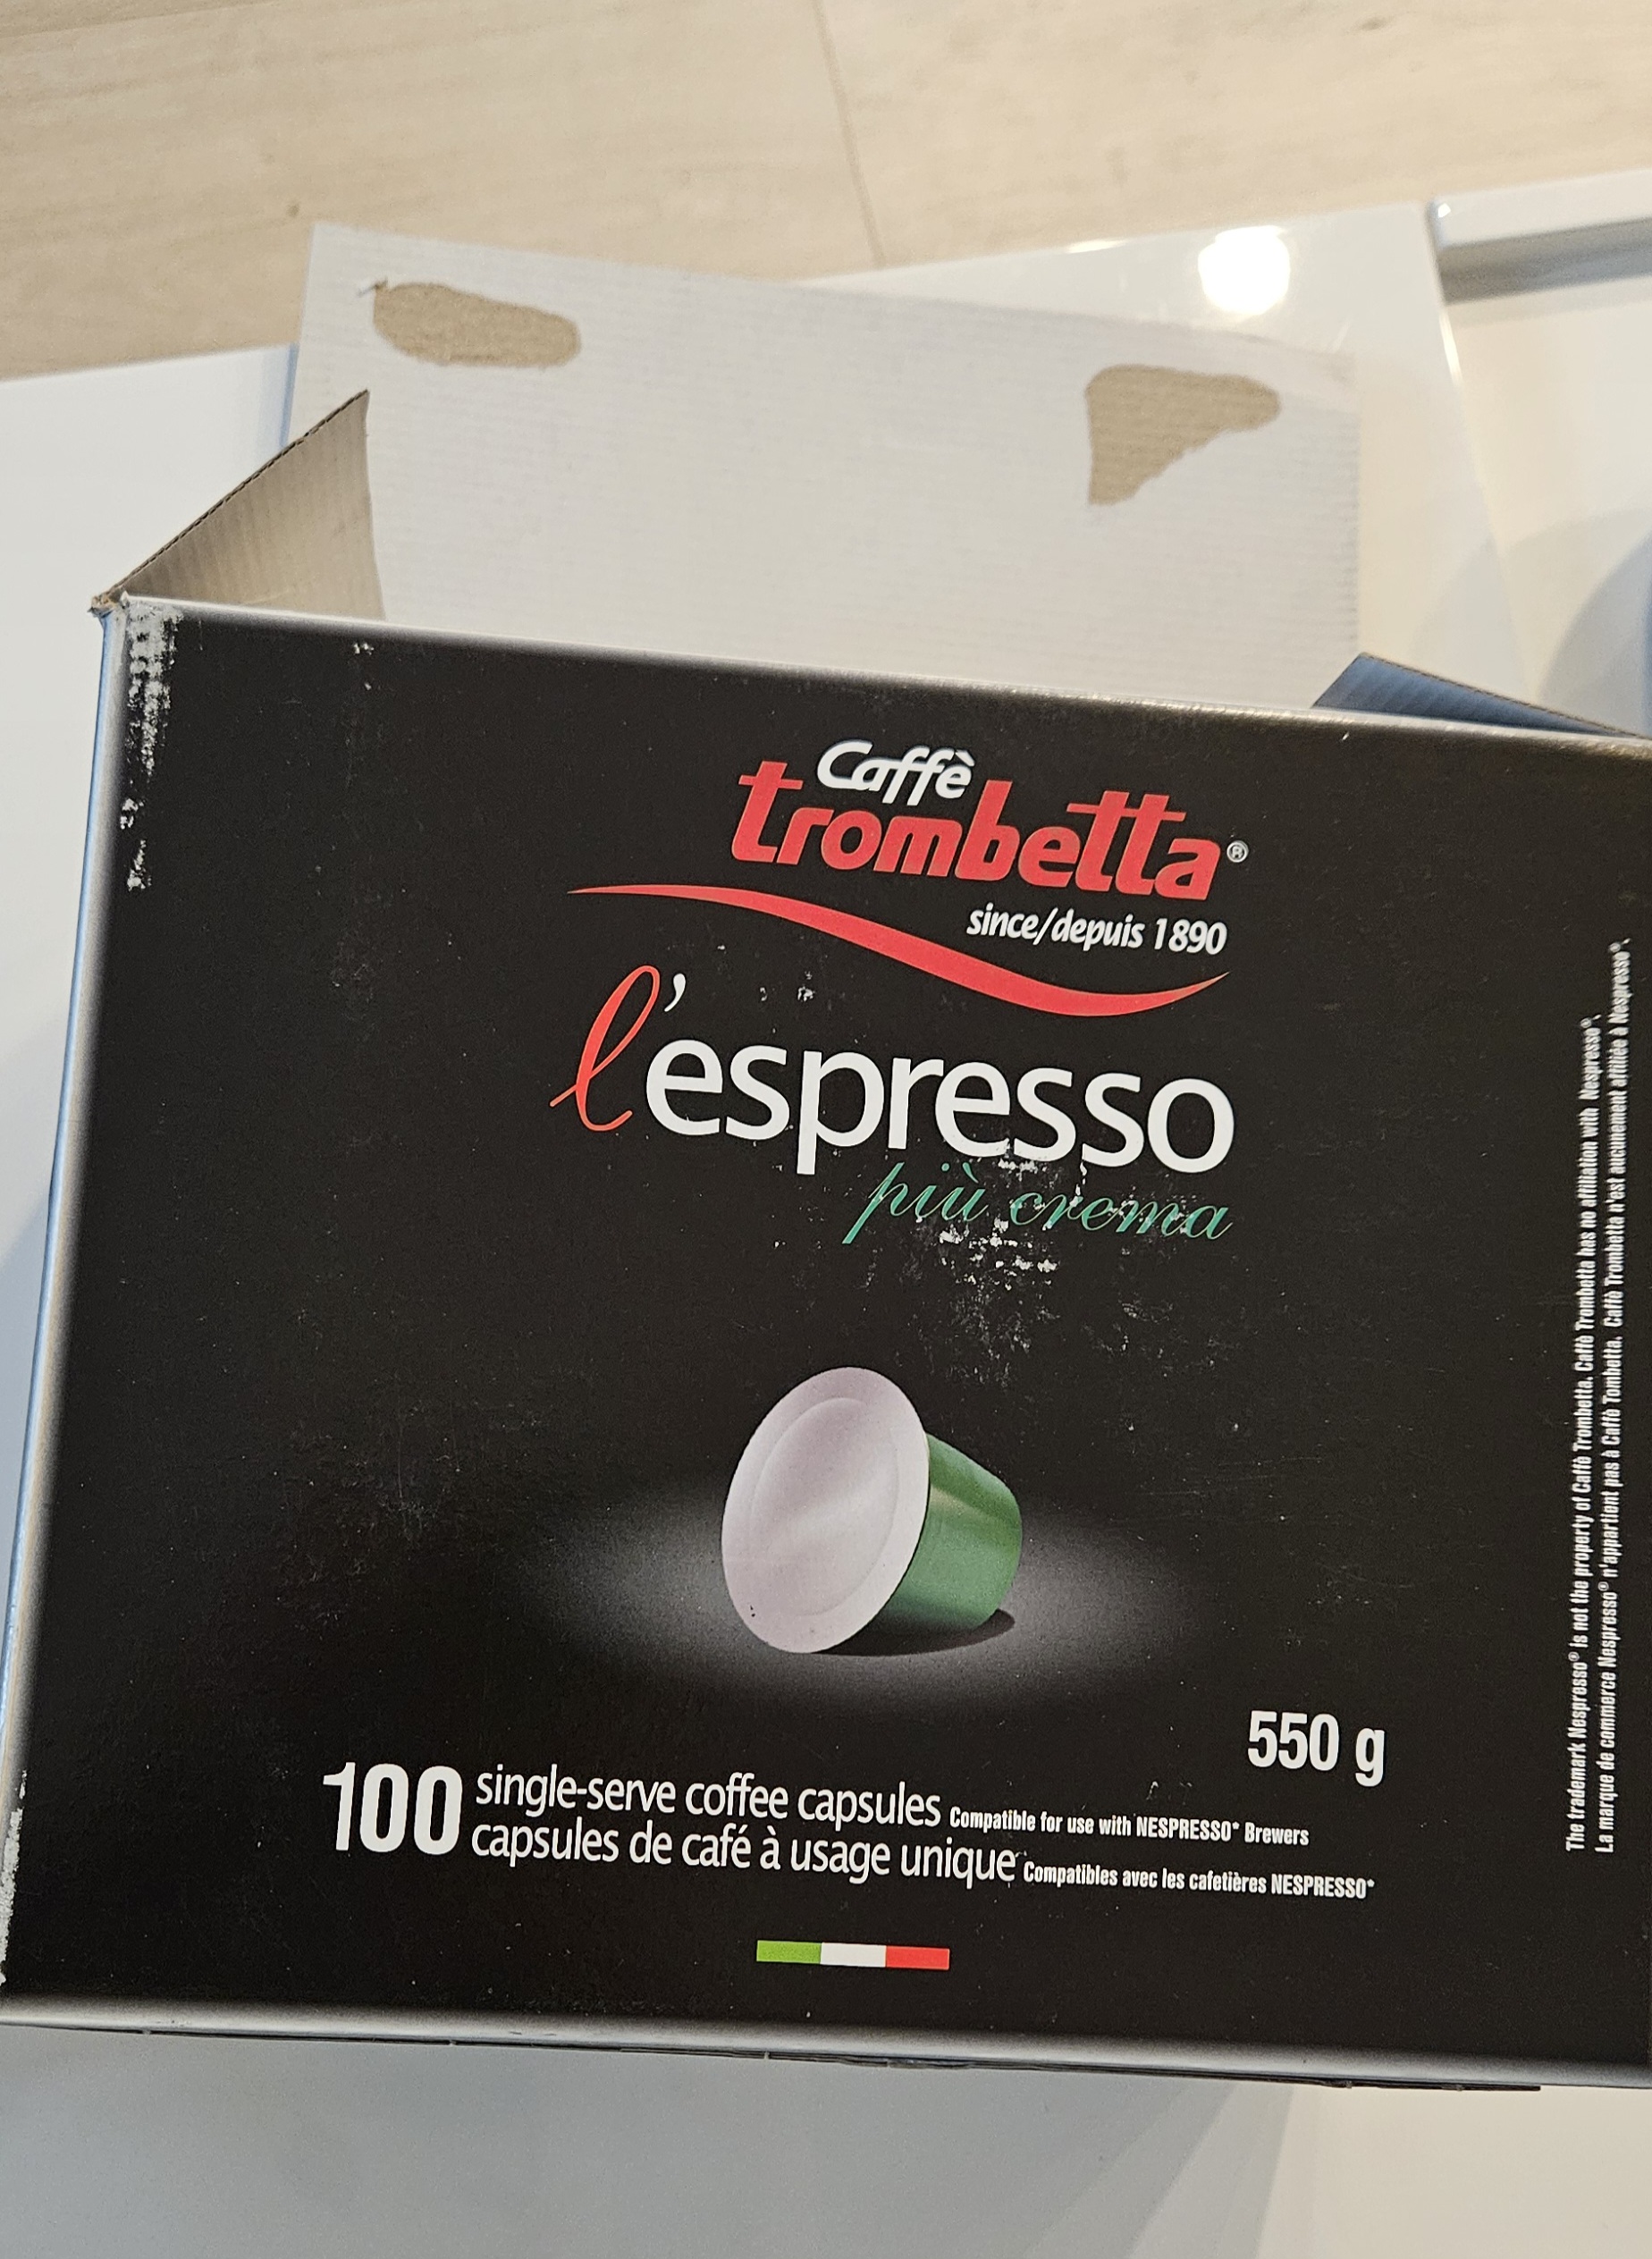 Caffè
trombetta®
since/depuis 1890
l'espresso
più crema
550 g
100 single-serve coffee capsules Compatible for use with NESPRESSO* Brewers
capsules de café à usage unique Compatibles avec les cafetières NESPRESSO*
The trademark Nespresso® is not the property of Caffè Trombetta. Caffè Trombetta has no affiliation with Nespresso®.
La marque de commerce Nespresso® n'appartient pas à Caffè Tombetta. Caffè Trombetta n'est aucunement affiliée à Nespresso®.